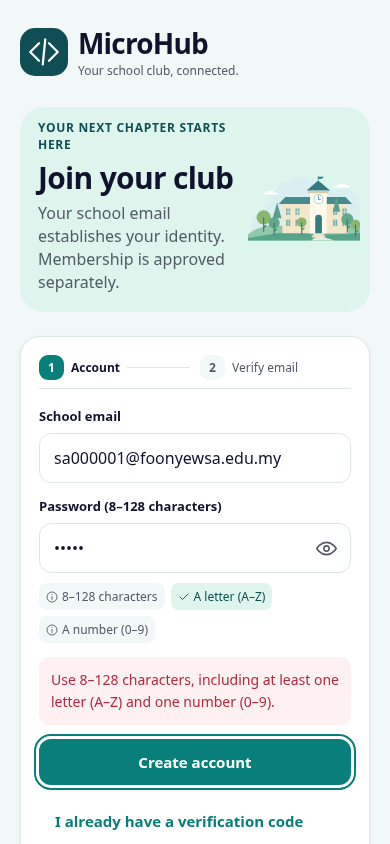 MicroHub
Your school club, connected.
YOUR NEXT CHAPTER STARTS
HERE
Join your club
Your school email
establishes your identity.
Membership is approved
separately.
1 Account
2 Verify email
School email
sa000001@foonyewsa.edu.my
Password (8–128 characters)
•••••
8–128 characters
A letter (A–Z)
A number (0–9)
Use 8–128 characters, including at least one
letter (A–Z) and one number (0–9).
Create account
I already have a verification code